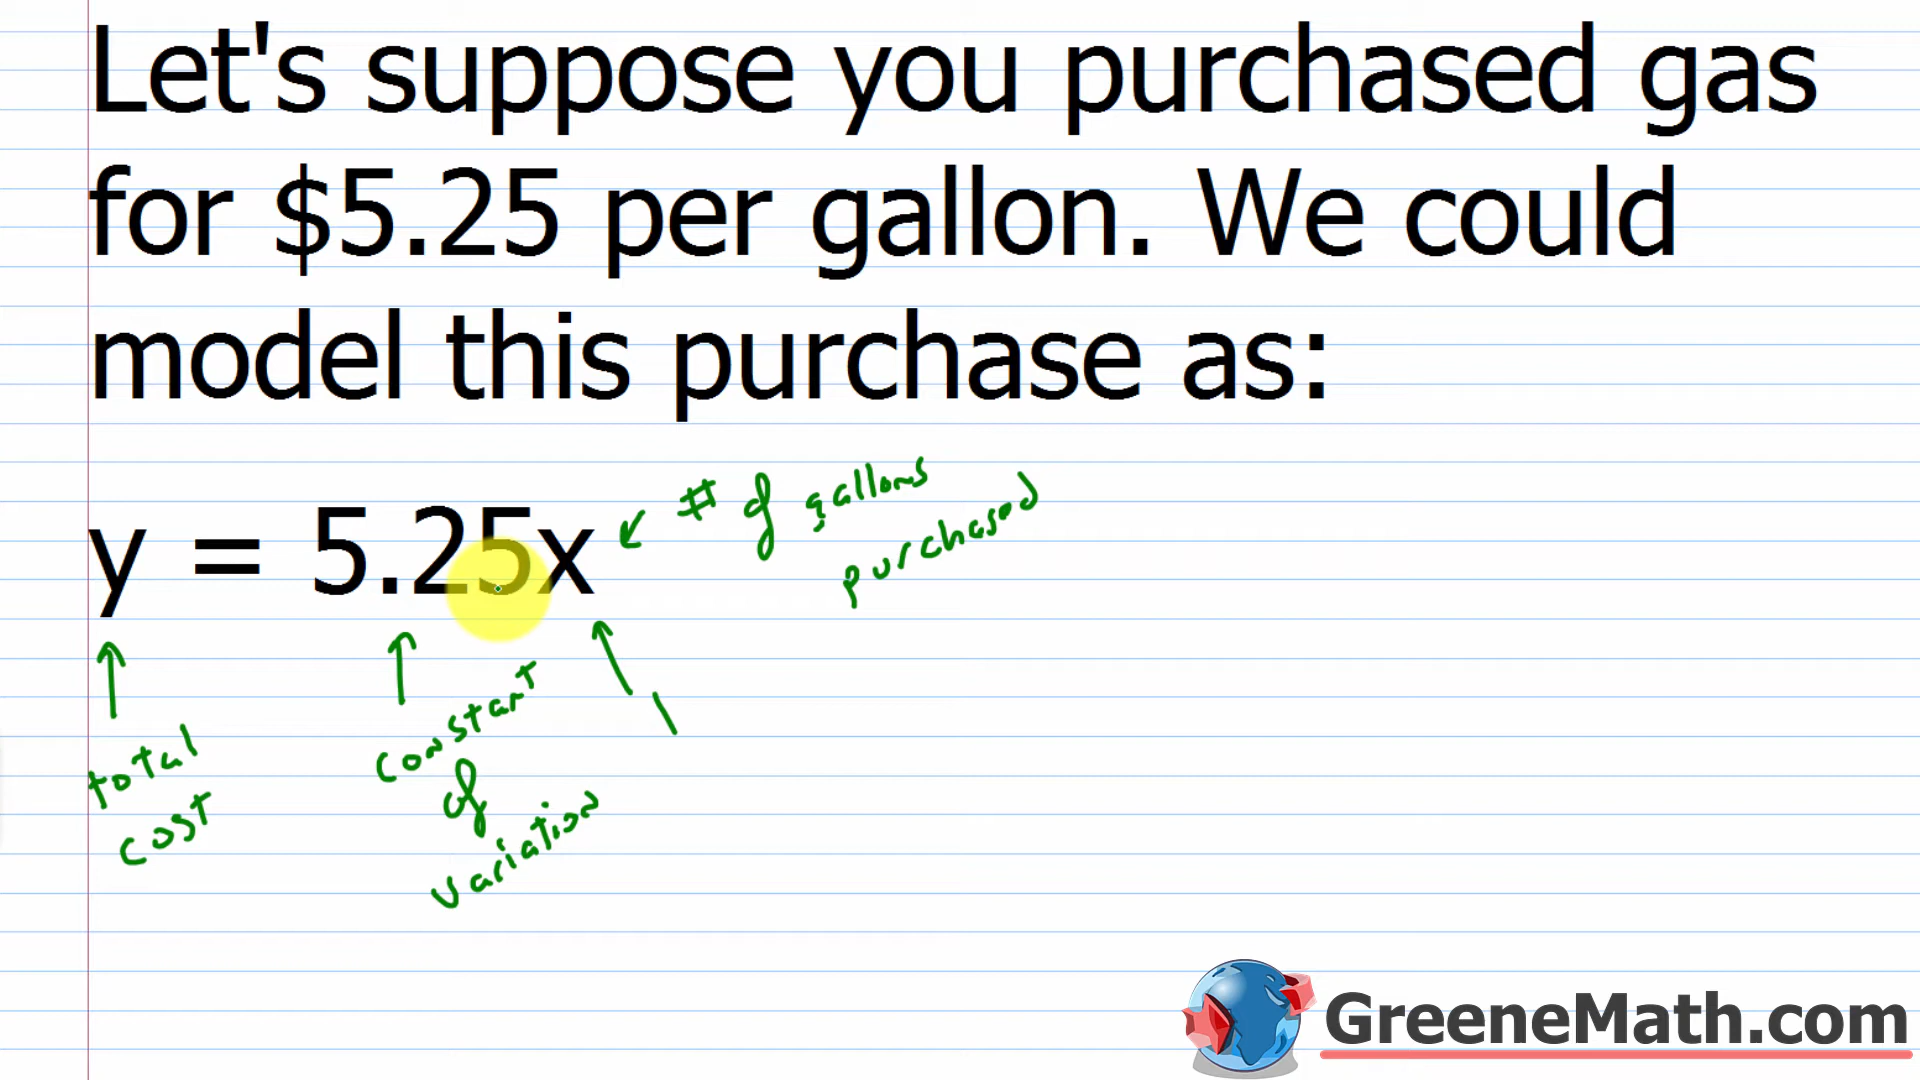 Let's suppose you purchased gas
for $5.25 per gallon. We could
model this purchase as:
y = 5.25x
# of gallons
purchased
total
cost
constant
of
variation
1
GreeneMath.com